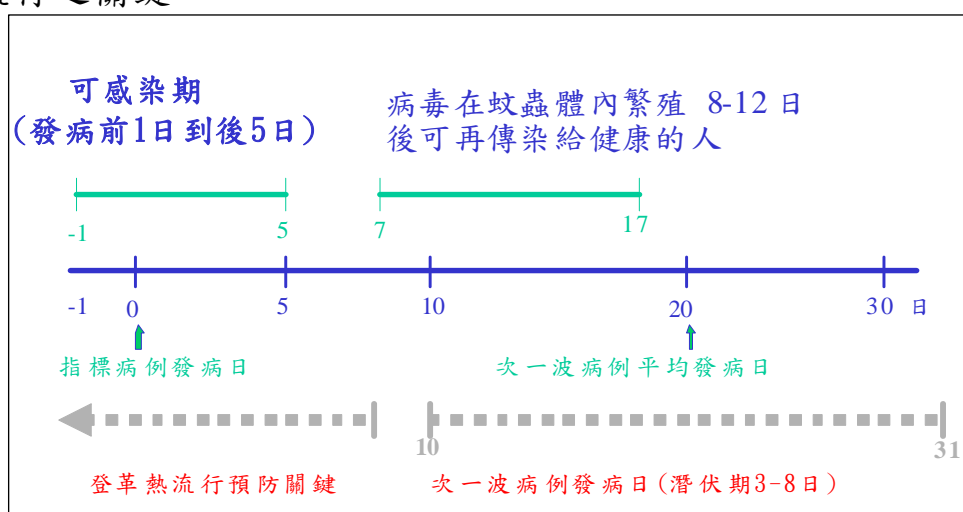 可感染期
(發病前1日到後5日)
病毒在蚊蟲體內繁殖 8-12 日
後可再傳染給健康的人
-1 5 7 17
-1 0 5 10 20 30 日
指標病例發病日 次一波病例平均發病日
10 31
登革熱流行預防關鍵 次一波病例發病日(潛伏期3-8日)